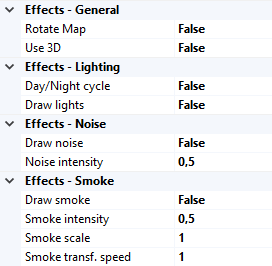 Effects - General
Rotate Map False
Use 3D False
Effects - Lighting
Day/Night cycle False
Draw lights False
Effects - Noise
Draw noise False
Noise intensity 0,5
Effects - Smoke
Draw smoke False
Smoke intensity 0,5
Smoke scale 1
Smoke transf. speed 1